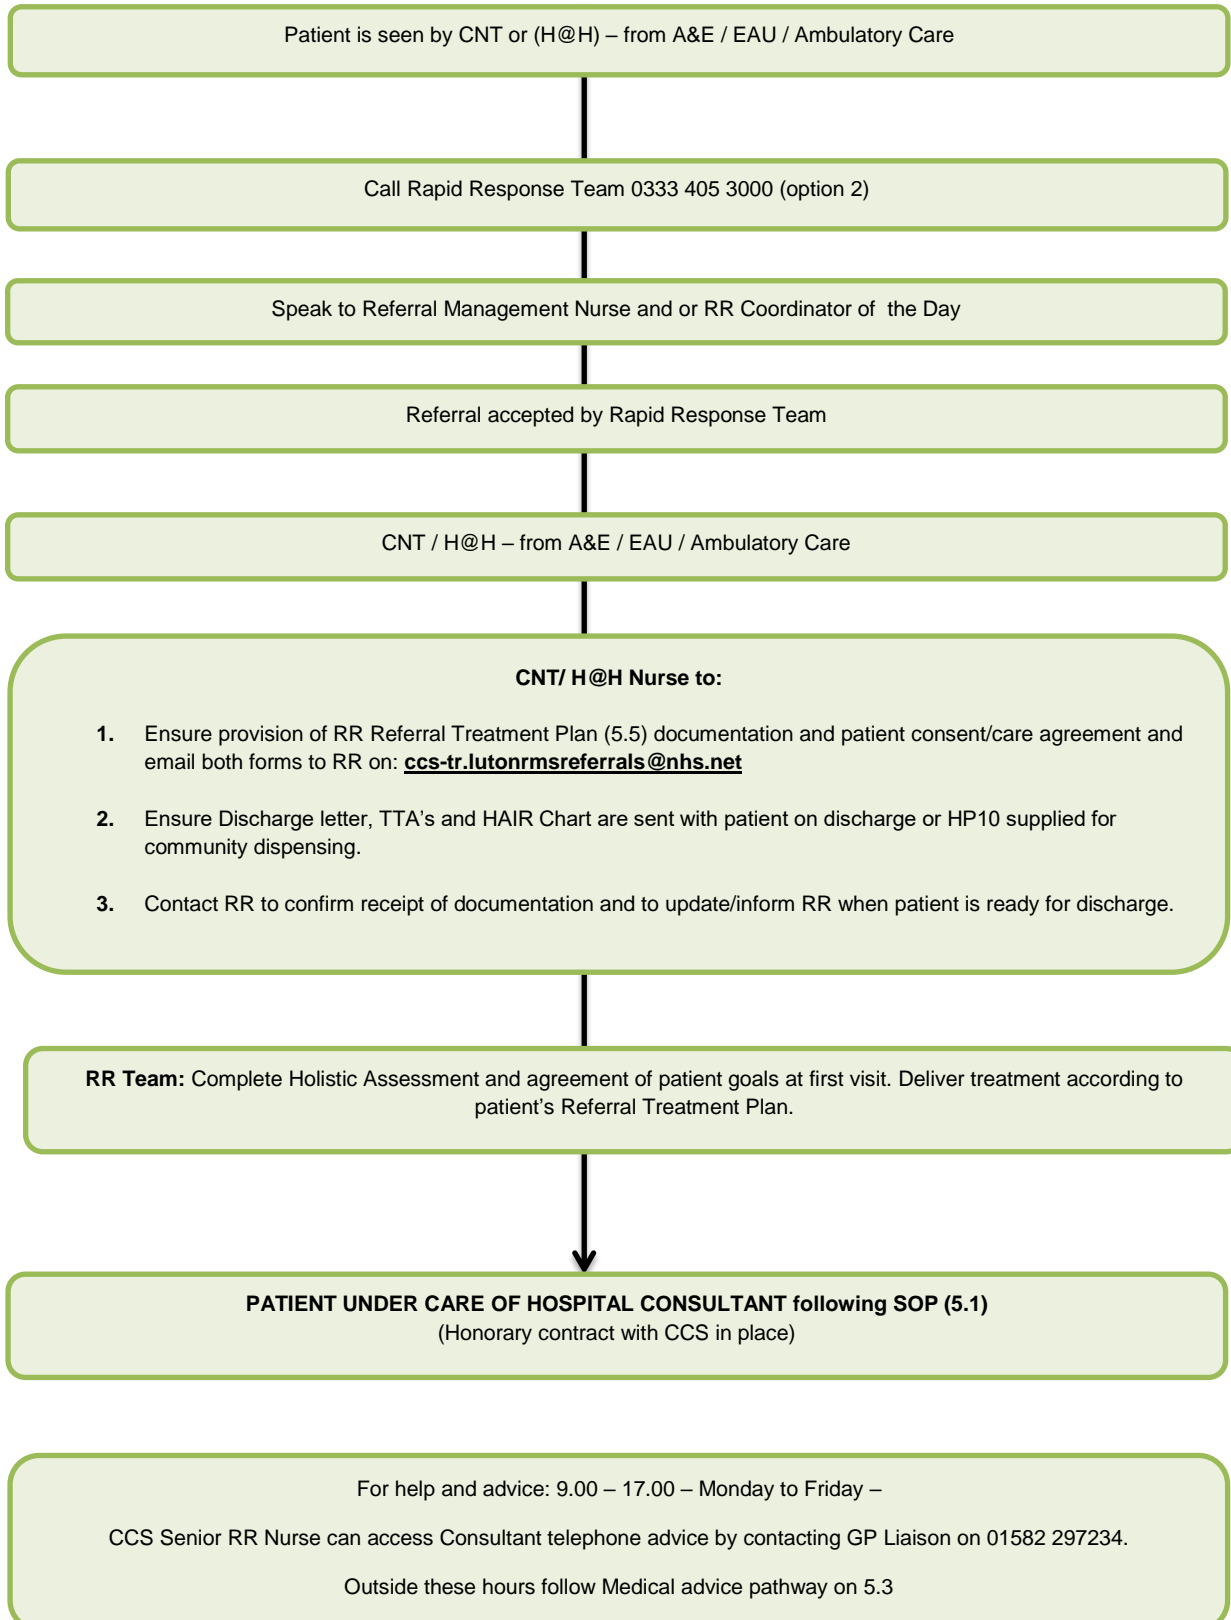 Patient is seen by CNT or (H@H) – from A&E / EAU / Ambulatory Care
Call Rapid Response Team 0333 405 3000 (option 2)
Speak to Referral Management Nurse and or RR Coordinator of  the Day
Referral accepted by Rapid Response Team
CNT / H@H – from A&E / EAU / Ambulatory Care
CNT/ H@H Nurse to:
1. Ensure provision of RR Referral Treatment Plan (5.5) documentation and patient consent/care agreement and
email both forms to RR on: ccs-tr.lutonrmsreferrals@nhs.net
2. Ensure Discharge letter, TTA's and HAIR Chart are sent with patient on discharge or HP10 supplied for
community dispensing.
3. Contact RR to confirm receipt of documentation and to update/inform RR when patient is ready for discharge.
RR Team: Complete Holistic Assessment and agreement of patient goals at first visit. Deliver treatment according to
patient's Referral Treatment Plan.
PATIENT UNDER CARE OF HOSPITAL CONSULTANT following SOP (5.1)
(Honorary contract with CCS in place)
For help and advice: 9.00 – 17.00 – Monday to Friday –
CCS Senior RR Nurse can access Consultant telephone advice by contacting GP Liaison on 01582 297234.
Outside these hours follow Medical advice pathway on 5.3